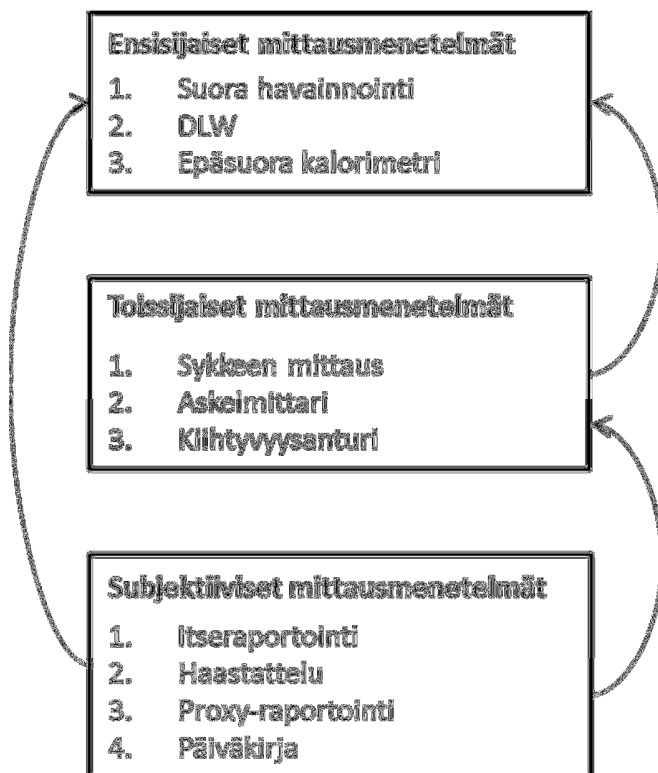 Ensisijaiset mittausmenetelmät
1. Suora havainnointi
2. DLW
3. Epäsuora kalorimetri
Toissijaiset mittausmenetelmät
1. Sykkeen mittaus
2. Askelmittari
3. Kiihtyvyysanturi
Subjektiiviset mittausmenetelmät
1. Itseraportointi
2. Haastattelu
3. Proxy-raportointi
4. Päiväkirja